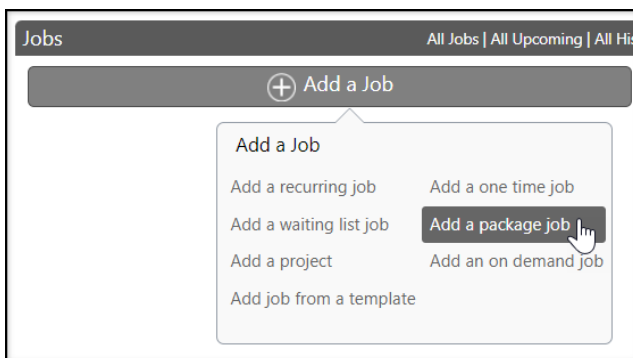 Jobs All Jobs | All Upcoming | All His
Add a Job
Add a Job
Add a recurring job Add a one time job
Add a waiting list job Add a package job
Add a project Add an on demand job
Add job from a template